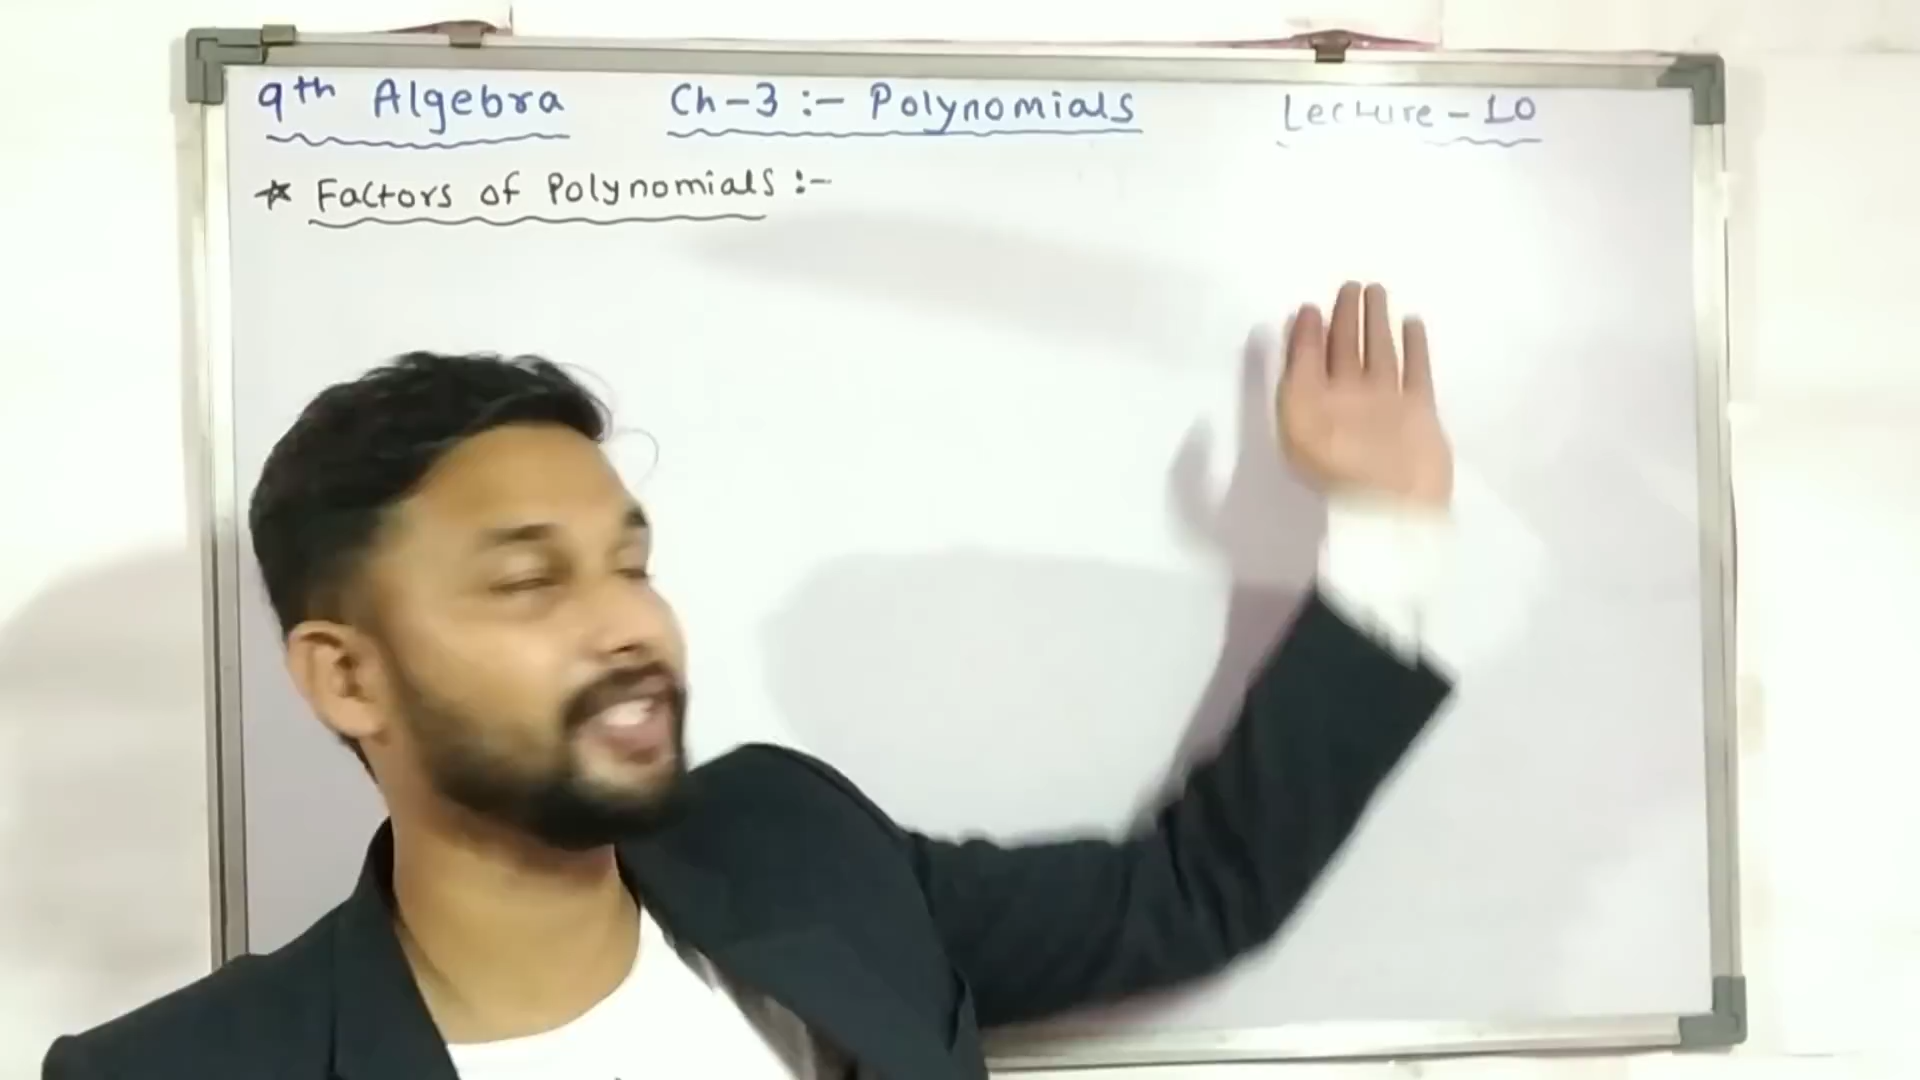 9th Algebra Ch-3 :- Polynomials Lecture - 10
* Factors of Polynomials :-